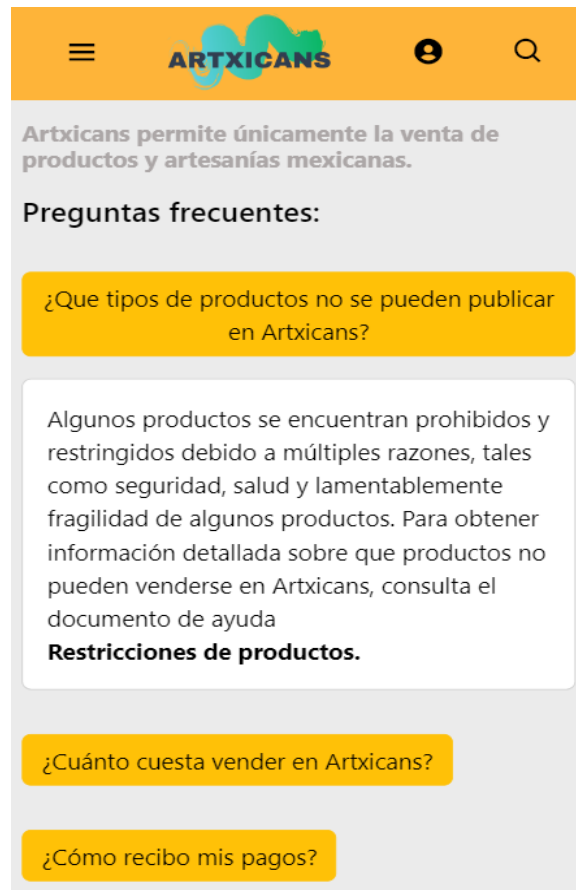 ARTXICANS
Artxicans permite únicamente la venta de
productos y artesanías mexicanas.
Preguntas frecuentes:
¿Que tipos de productos no se pueden publicar
en Artxicans?
Algunos productos se encuentran prohibidos y
restringidos debido a múltiples razones, tales
como seguridad, salud y lamentablemente
fragilidad de algunos productos. Para obtener
información detallada sobre que productos no
pueden venderse en Artxicans, consulta el
documento de ayuda
Restricciones de productos.
¿Cuánto cuesta vender en Artxicans?
¿Cómo recibo mis pagos?